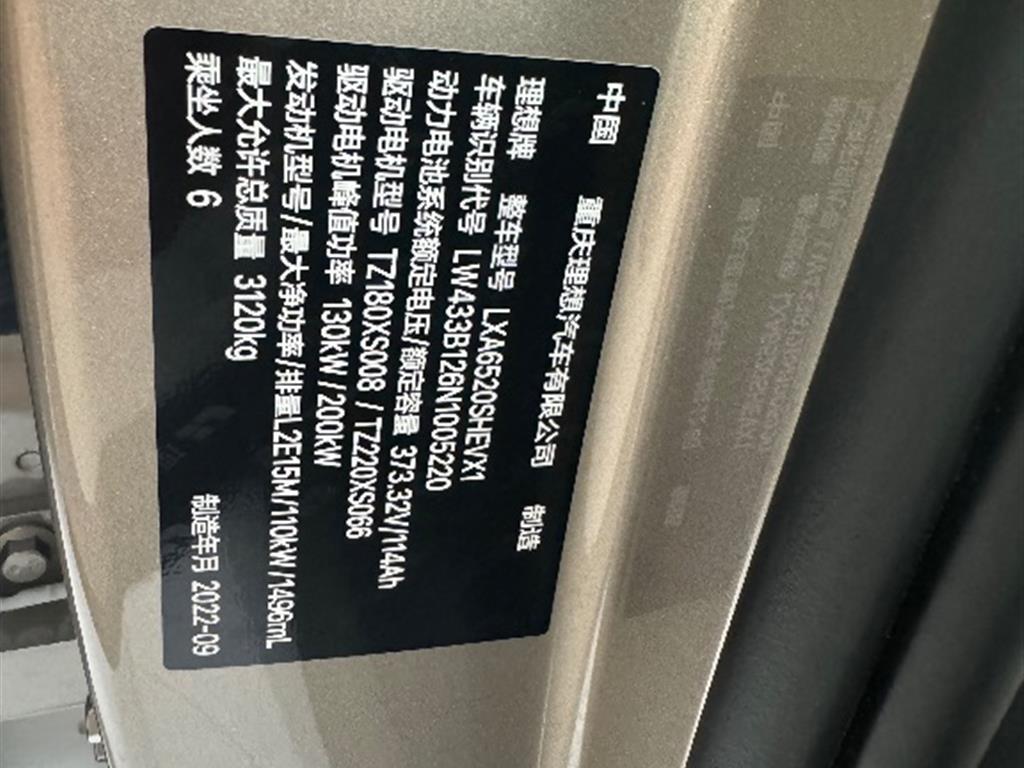 中国 重庆理想汽车有限公司 制造
理想牌 整车型号 LXA6520SHEVX1
车辆识别代号 LW433B126N1005220
动力电池系统额定电压/额定容量 373.32V/114Ah
驱动电机型号 TZ180XS008 / TZ220XS066
驱动电机峰值功率 130kW / 200kW
发动机型号/最大净功率/排量L2E15M/110kW/1496mL
最大允许总质量 3120kg
乘坐人数 6 制造年月 2022-09